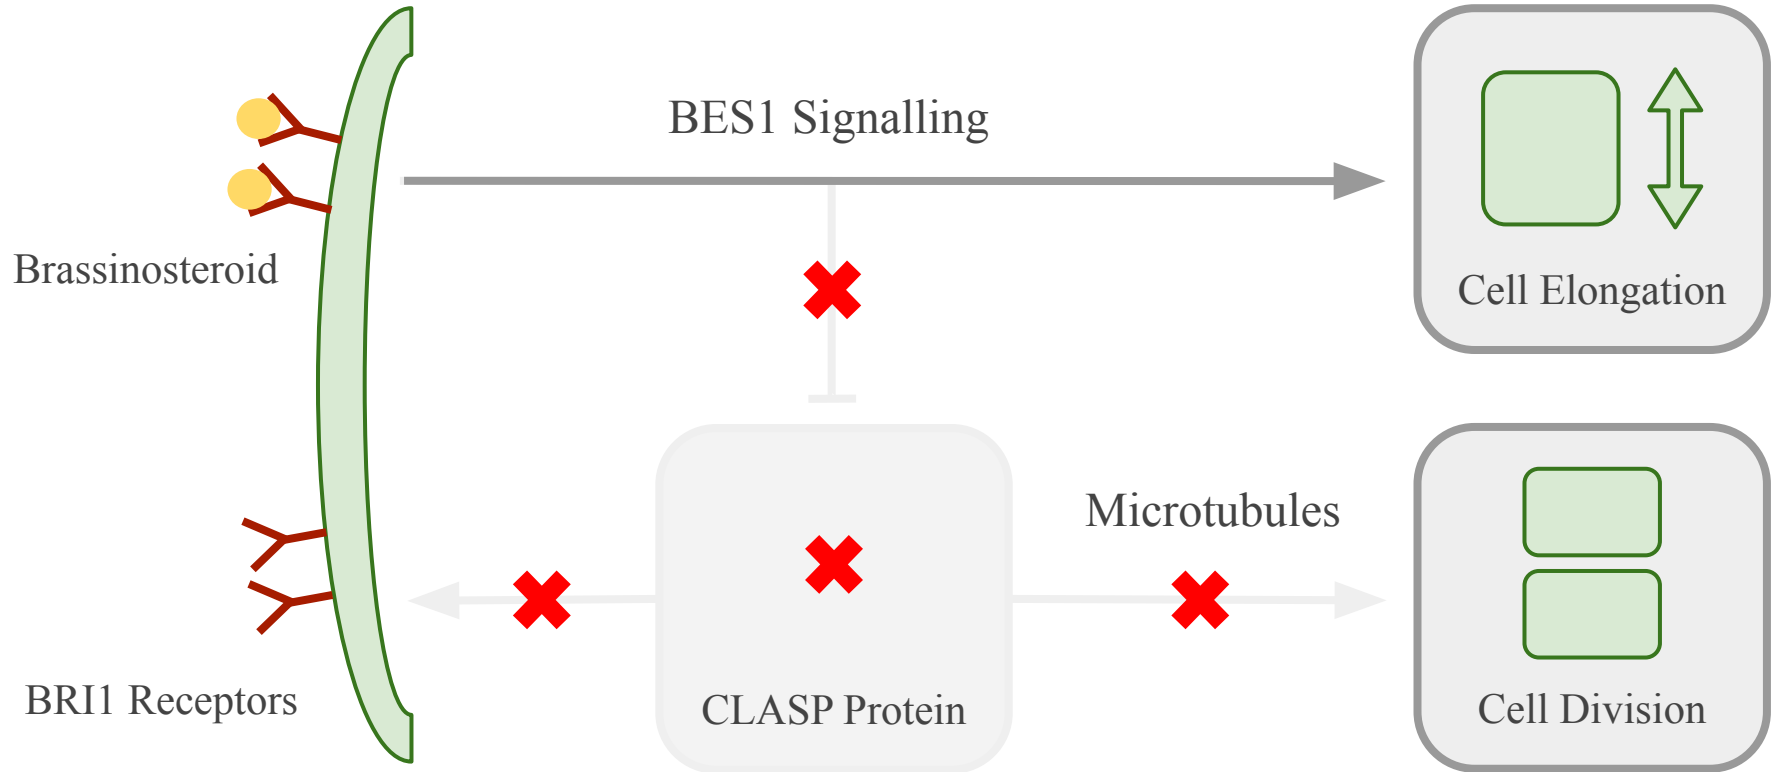 BES1 Signalling
Brassinosteroid
Cell Elongation
Microtubules
BRI1 Receptors
CLASP Protein
Cell Division